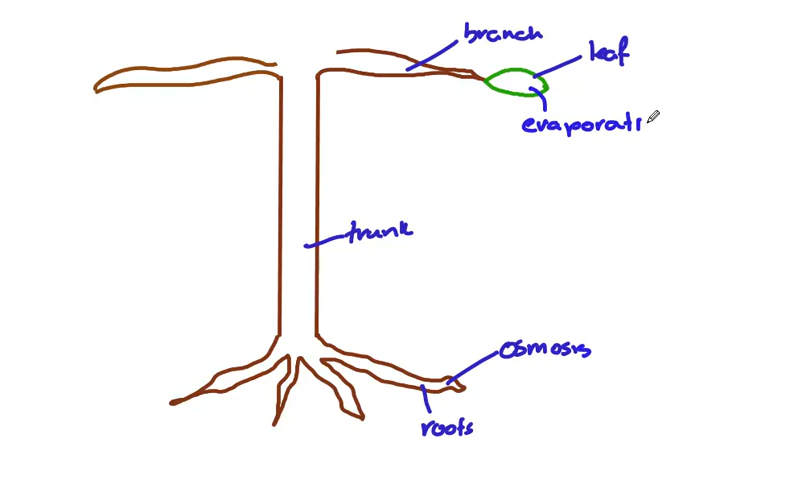 branch
leaf
evaporati
trunk
osmosis
roots